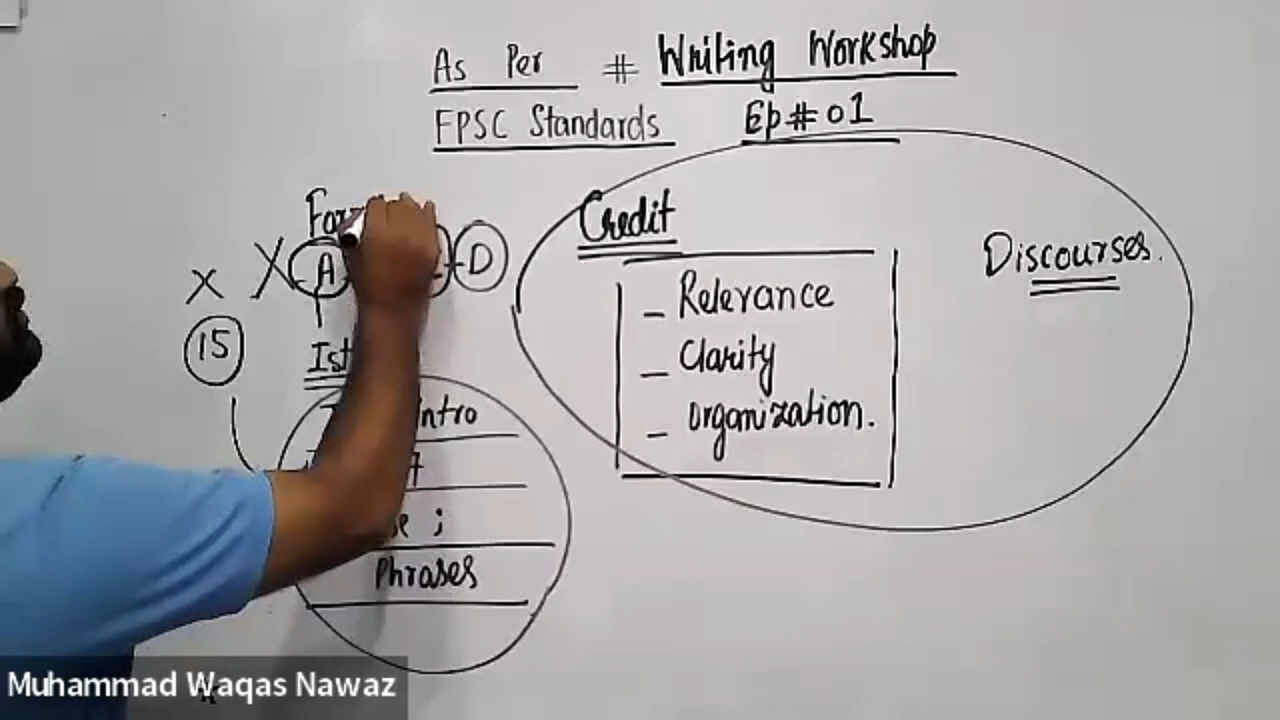 As Per # Writing Workshop
FPSC Standards Ep # 01
Credit
Discourses.
X X A D
15
Ist
_ Relevance
_ Clarity
_ organization.
Intro
;
Phrases
Muhammad Waqas Nawaz